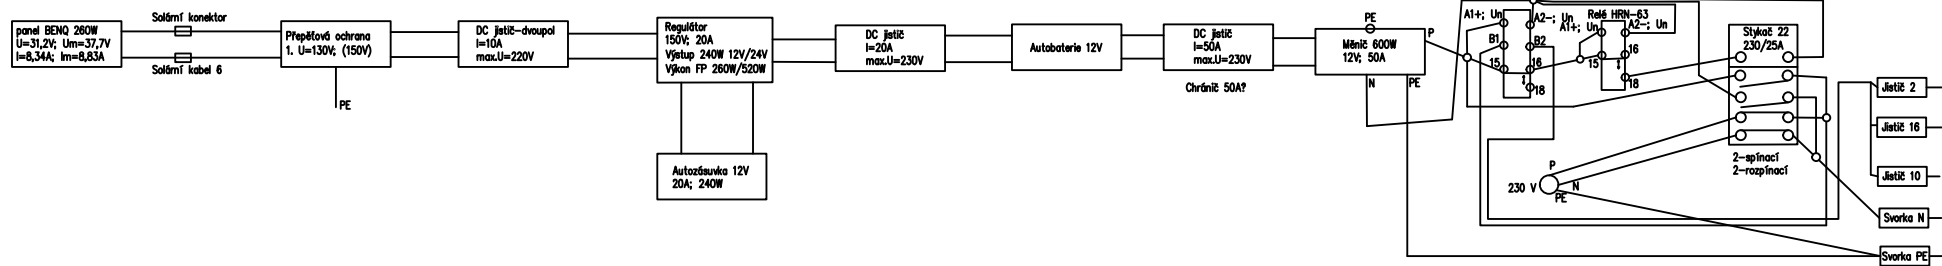 panel BENQ 260W
U=31,2V; Um=37,7V
I=8,34A; Im=8,83A
Solární konektor
Solární kabel 6
Přepěťová ochrana
1. U=130V; (150V)
PE
DC jistič-dvoupol
I=10A
max.U=220V
Regulátor
150V; 20A
Výstup 240W 12V/24V
Výkon FP 260W/520W
Autozásuvka 12V
20A; 240W
DC jistič
I=20A
max.U=230V
Autobaterie 12V
DC jistič
I=50A
max.U=230V
Chránič 50A?
PE
Měnič 600W
12V; 50A
P
N
PE
A1+; Un
A2-; Un
B1
B2
15
16
18
Relé HRN-63
A1+; Un
A2-; Un
16
15
18
Stykač 22
230/25A
2-spínací
2-rozpínací
P
230 V
N
PE
Jistič 2
Jistič 16
Jistič 10
Svorka N
Svorka PE